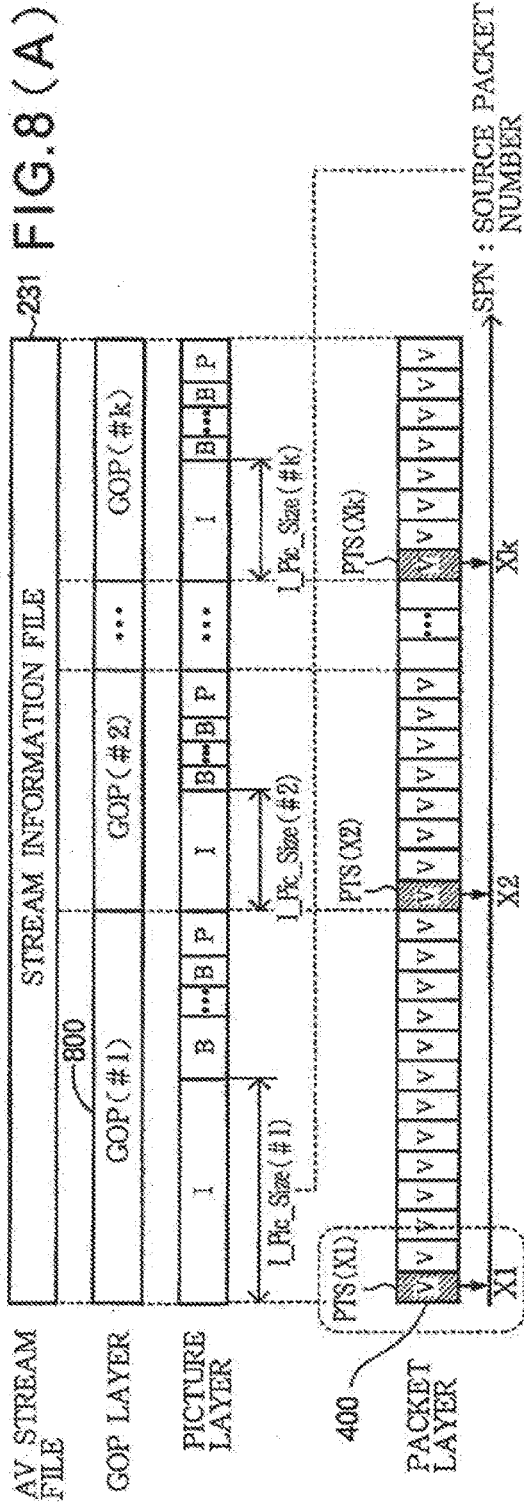 FIG.8 (A)
231
AV STREAM
FILE
STREAM INFORMATION FILE
800
GOP LAYER
GOP(#1)
GOP(#2)
...
GOP(#k)
PICTURE
LAYER
I B ... B P
I B ... B B P
...
I B ... B B P
I_Pic_Size(#1)
I_Pic_Size(#2)
I_Pic_Size(#k)
PTS(X1)
PTS(X2)
PTS(Xk)
400
PACKET
LAYER
V V V V V V V V V V V V V V V V V V ... V V V V V V V
X1
X2
Xk
SPN : SOURCE PACKET
NUMBER